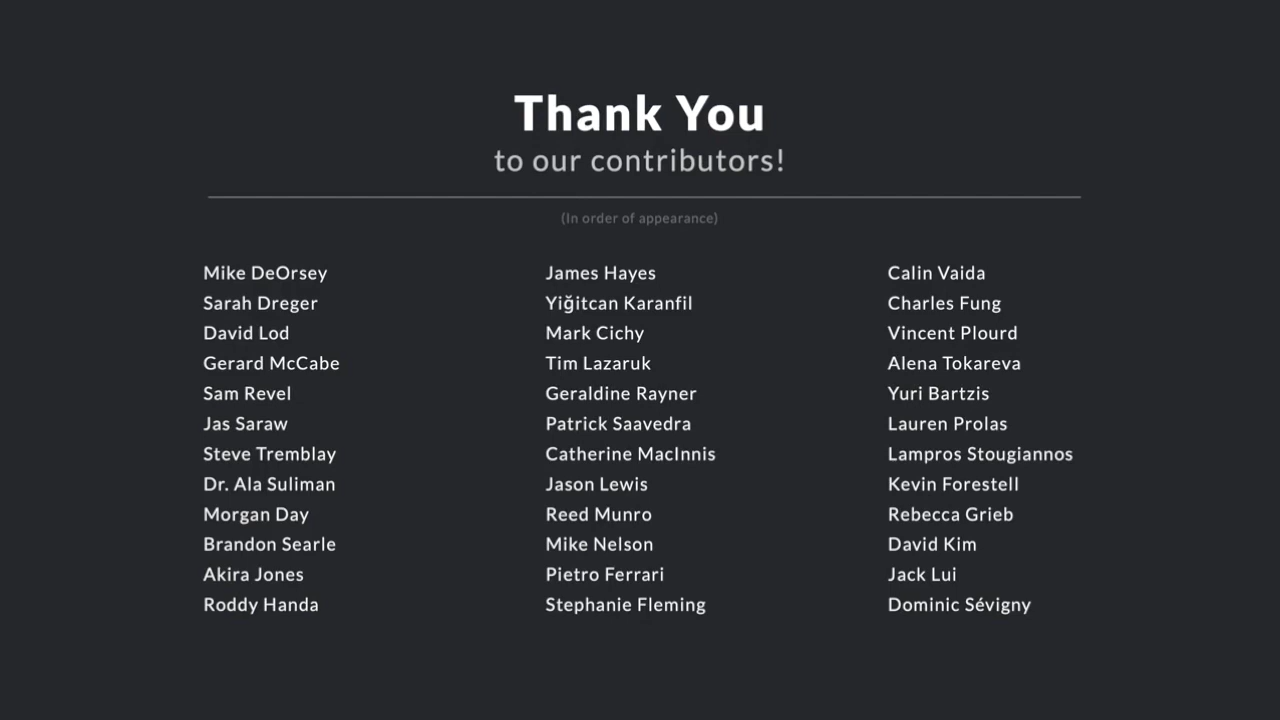 Thank You
to our contributors!
(In order of appearance)
Mike DeOrsey
Sarah Dreger
David Lod
Gerard McCabe
Sam Revel
Jas Saraw
Steve Tremblay
Dr. Ala Suliman
Morgan Day
Brandon Searle
Akira Jones
Roddy Handa
James Hayes
Yiğitcan Karanfil
Mark Cichy
Tim Lazaruk
Geraldine Rayner
Patrick Saavedra
Catherine MacInnis
Jason Lewis
Reed Munro
Mike Nelson
Pietro Ferrari
Stephanie Fleming
Calin Vaida
Charles Fung
Vincent Plourd
Alena Tokareva
Yuri Bartzis
Lauren Prolas
Lampros Stougiannos
Kevin Forestell
Rebecca Grieb
David Kim
Jack Lui
Dominic Sévigny